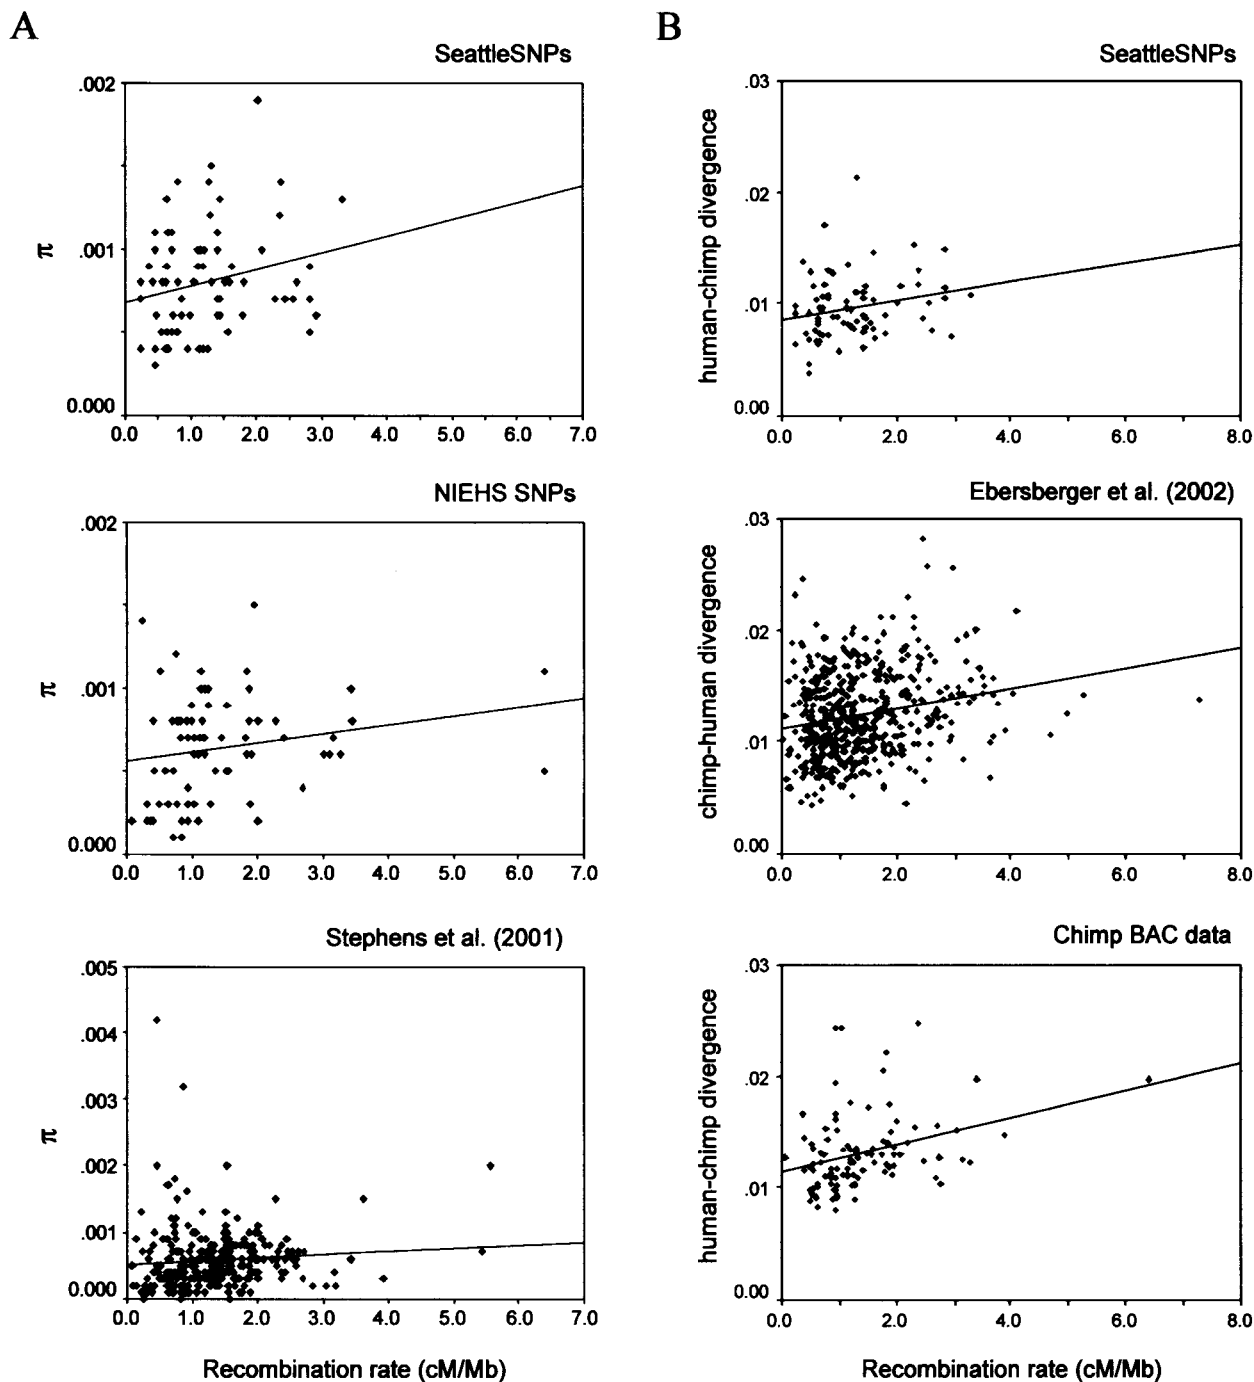 A
SeattleSNPs
.002
.001
0.000
π
0.0 1.0 2.0 3.0 4.0 5.0 6.0 7.0
NIEHS SNPs
.002
.001
0.000
π
0.0 1.0 2.0 3.0 4.0 5.0 6.0 7.0
Stephens et al. (2001)
.005
.004
.003
.002
.001
0.000
π
0.0 1.0 2.0 3.0 4.0 5.0 6.0 7.0
Recombination rate (cM/Mb)
B
SeattleSNPs
.03
.02
.01
0.00
human-chimp divergence
0.0 2.0 4.0 6.0 8.0
Ebersberger et al. (2002)
.03
.02
.01
0.00
chimp-human divergence
0.0 2.0 4.0 6.0 8.0
Chimp BAC data
.03
.02
.01
0.00
human-chimp divergence
0.0 2.0 4.0 6.0 8.0
Recombination rate (cM/Mb)